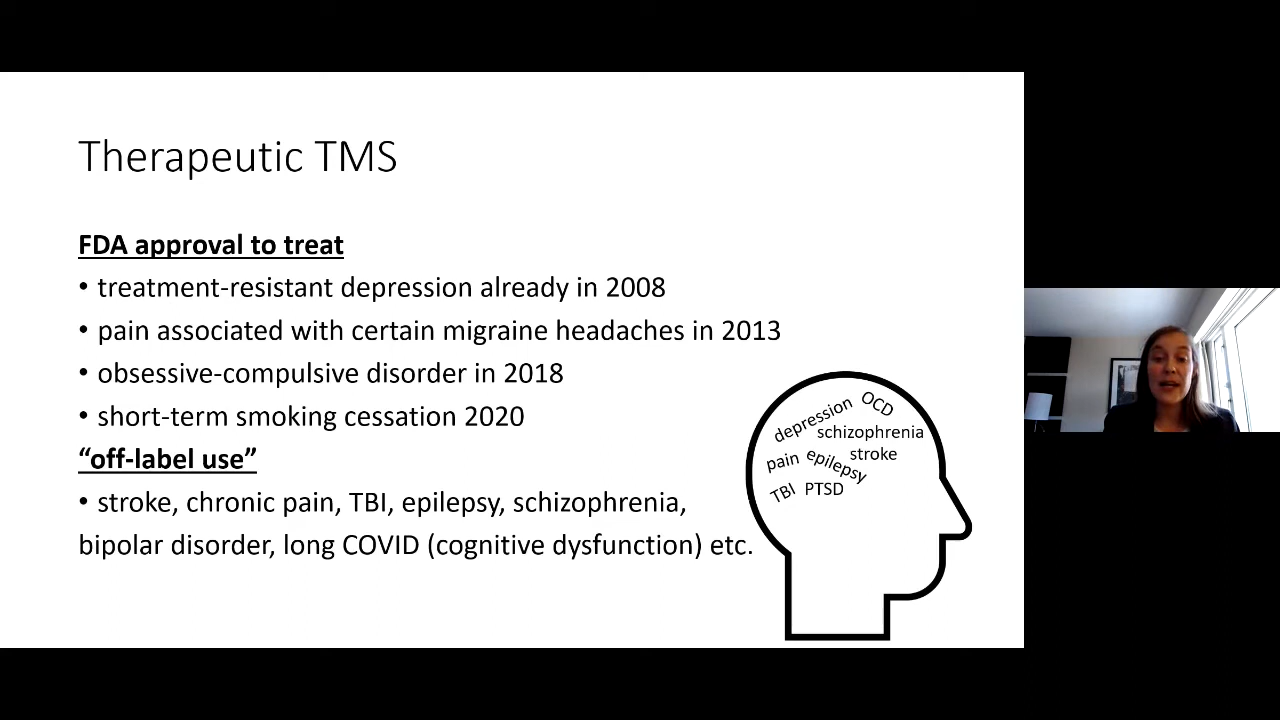 Therapeutic TMS
FDA approval to treat
• treatment-resistant depression already in 2008
• pain associated with certain migraine headaches in 2013
• obsessive-compulsive disorder in 2018
• short-term smoking cessation 2020
“off-label use”
• stroke, chronic pain, TBI, epilepsy, schizophrenia,
bipolar disorder, long COVID (cognitive dysfunction) etc.
depression OCD
schizophrenia
stroke
pain epilepsy
TBI PTSD